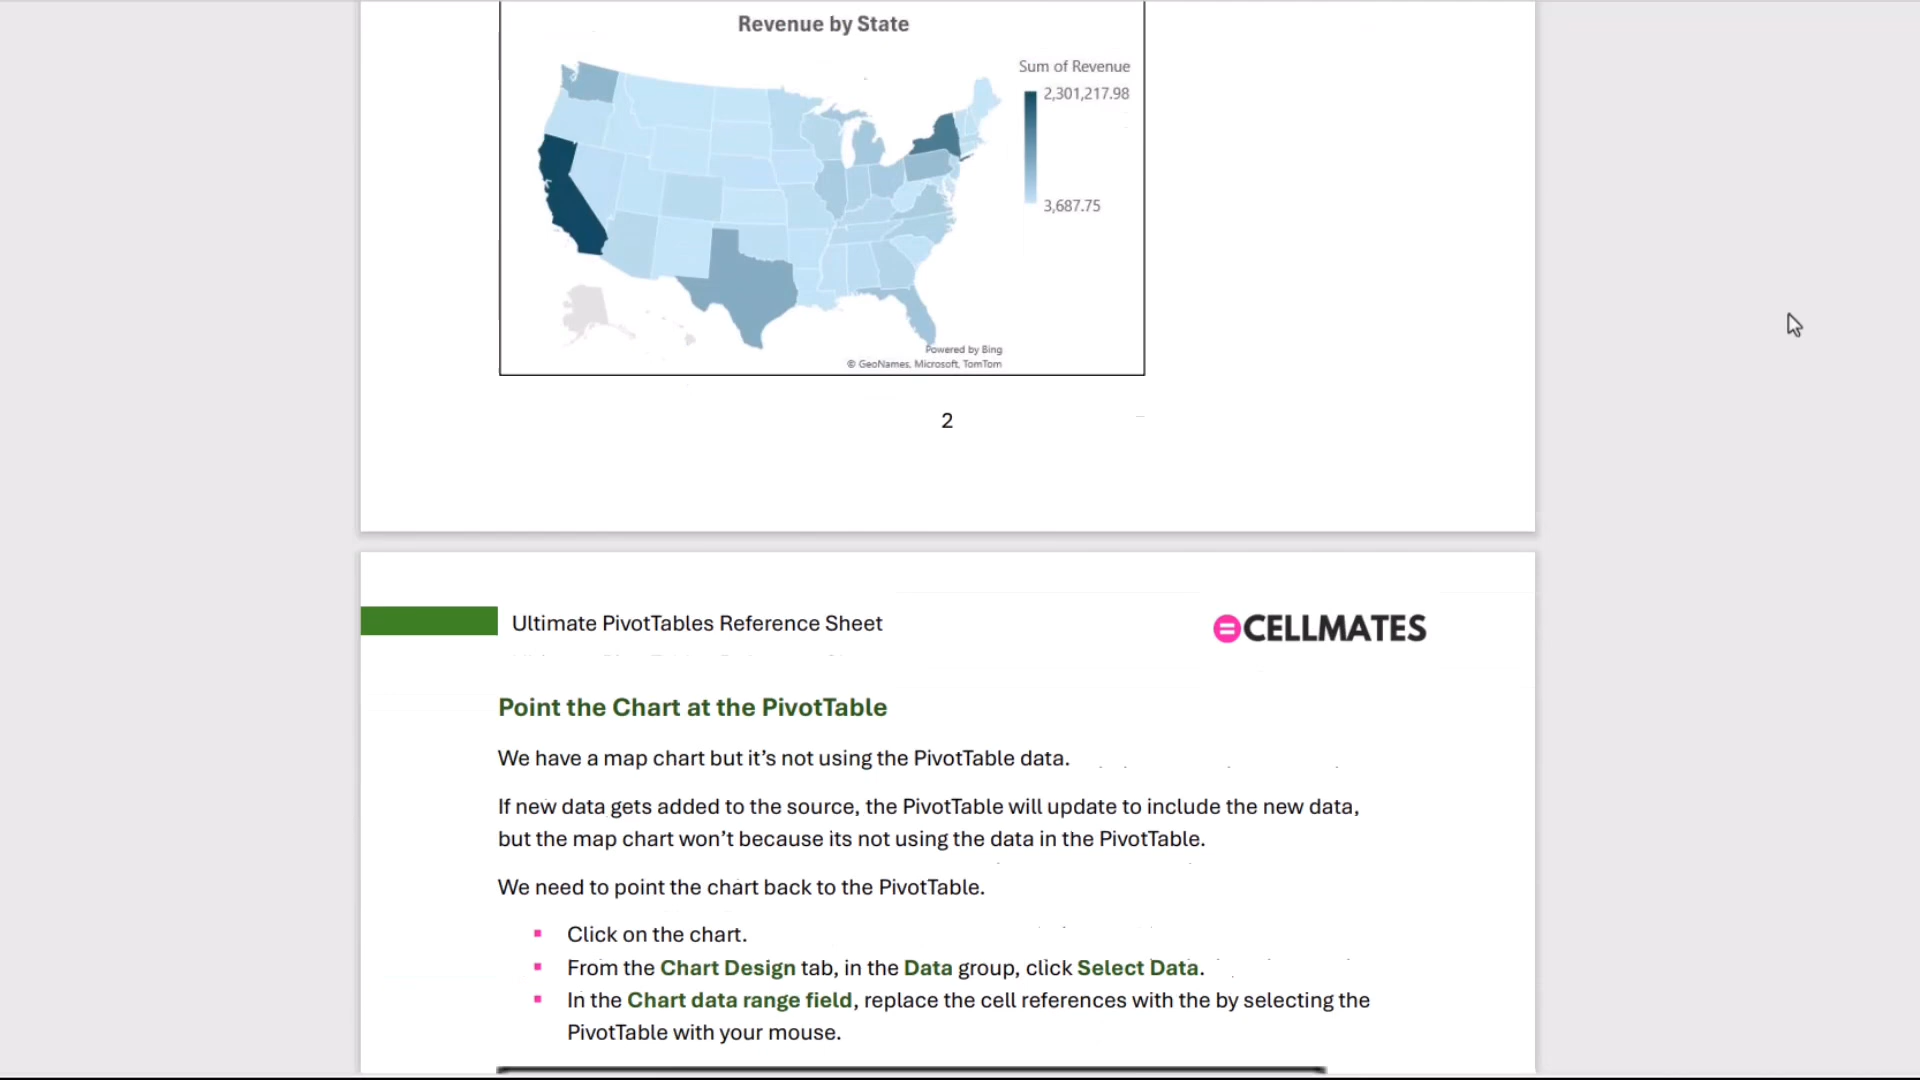 Revenue by State
Sum of Revenue
2,301,217.98
3,687.75
Powered by Bing
© GeoNames, Microsoft, TomTom
2
Ultimate PivotTables Reference Sheet
=CELLMATES
Point the Chart at the PivotTable
We have a map chart but it’s not using the PivotTable data.
If new data gets added to the source, the PivotTable will update to include the new data,
but the map chart won’t because its not using the data in the PivotTable.
We need to point the chart back to the PivotTable.
▪ Click on the chart.
▪ From the Chart Design tab, in the Data group, click Select Data.
▪ In the Chart data range field, replace the cell references with the by selecting the
PivotTable with your mouse.